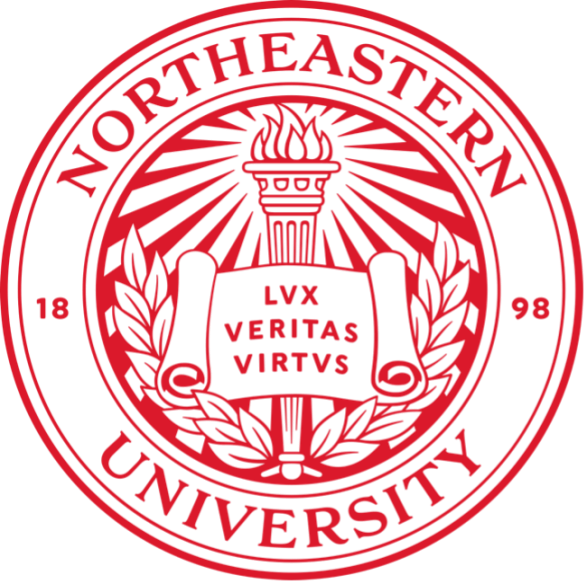 NORTHEASTERN
18 98
LVX
VERITAS
VIRTVS
UNIVERSITY